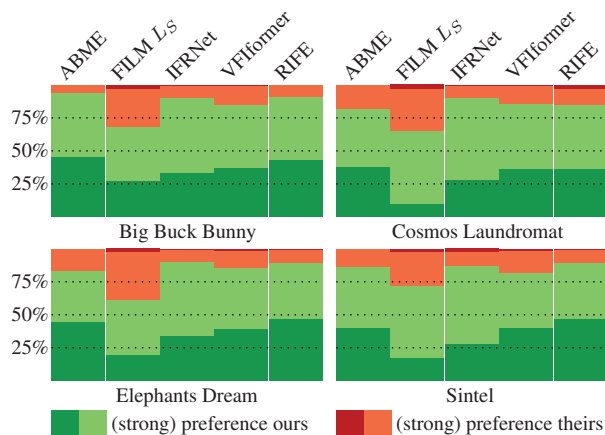 ABME FILM L_S IFRNet VFIformer RIFE ABME FILM L_S IFRNet VFIformer RIFE
75%
50%
25%
Big Buck Bunny Cosmos Laundromat
75%
50%
25%
Elephants Dream Sintel
(strong) preference ours (strong) preference theirs